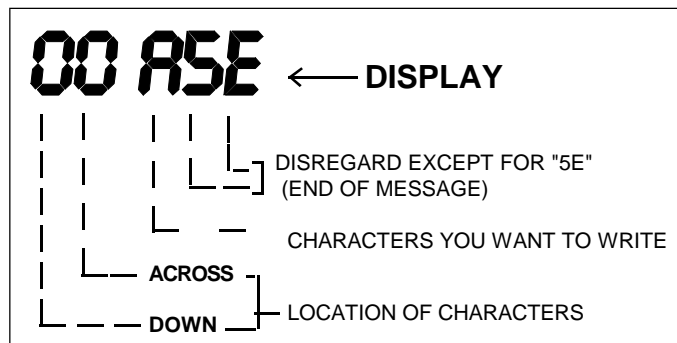 00 A5E DISPLAY
DISREGARD EXCEPT FOR "5E"
(END OF MESSAGE)
CHARACTERS YOU WANT TO WRITE
ACROSS
LOCATION OF CHARACTERS
DOWN